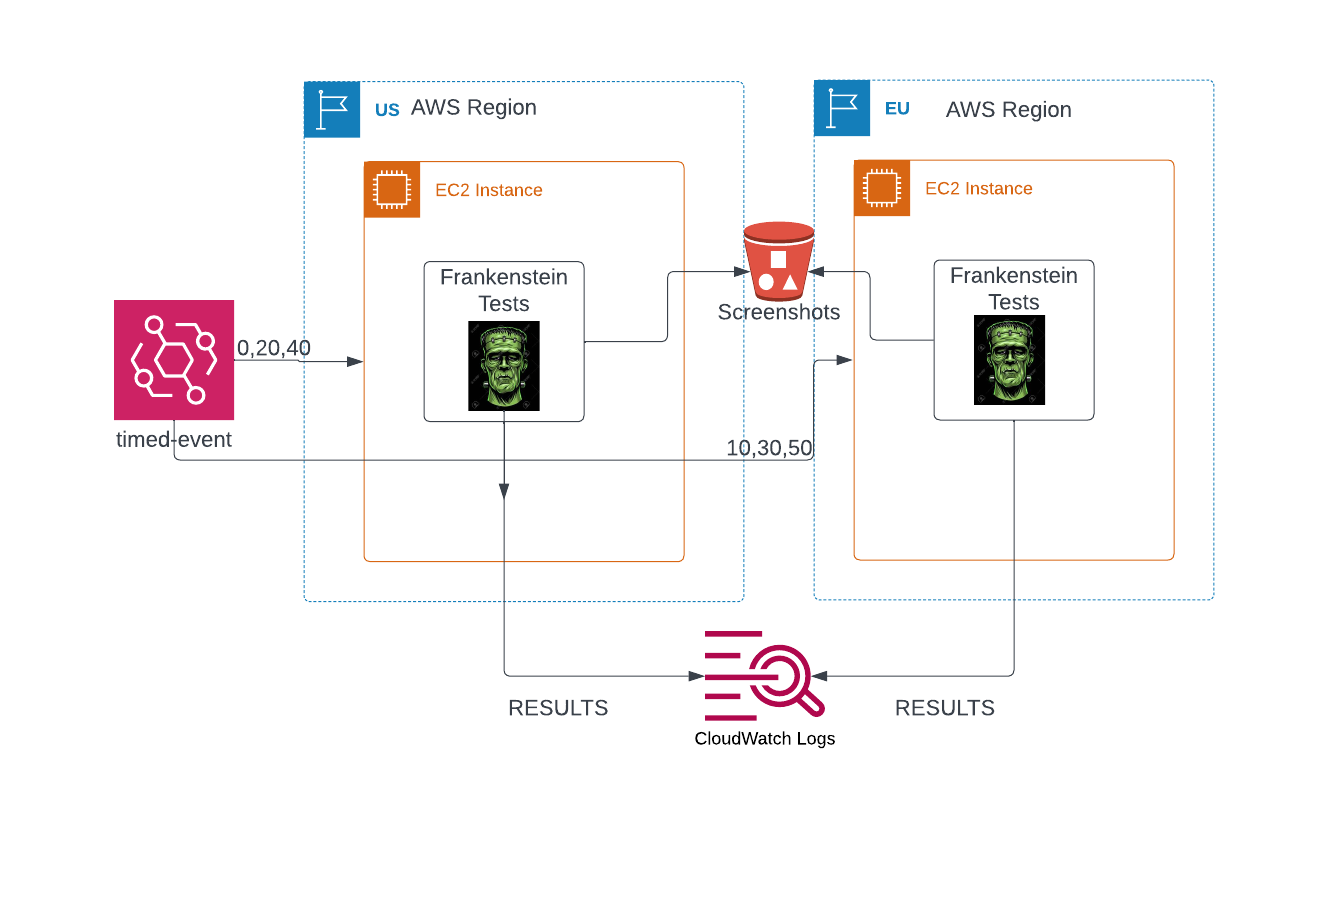 US AWS Region
EU AWS Region
EC2 Instance
EC2 Instance
Frankenstein
Tests
Frankenstein
Tests
Screenshots
0,20,40
timed-event
10,30,50
RESULTS
RESULTS
CloudWatch Logs